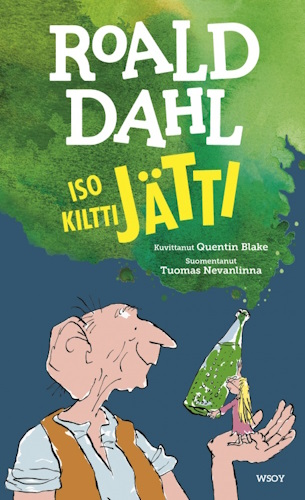 ROALD
DAHL
ISO
KILTTI
JÄTTI
Kuvittanut Quentin Blake
Suomentanut
Tuomas Nevanlinna
WSOY